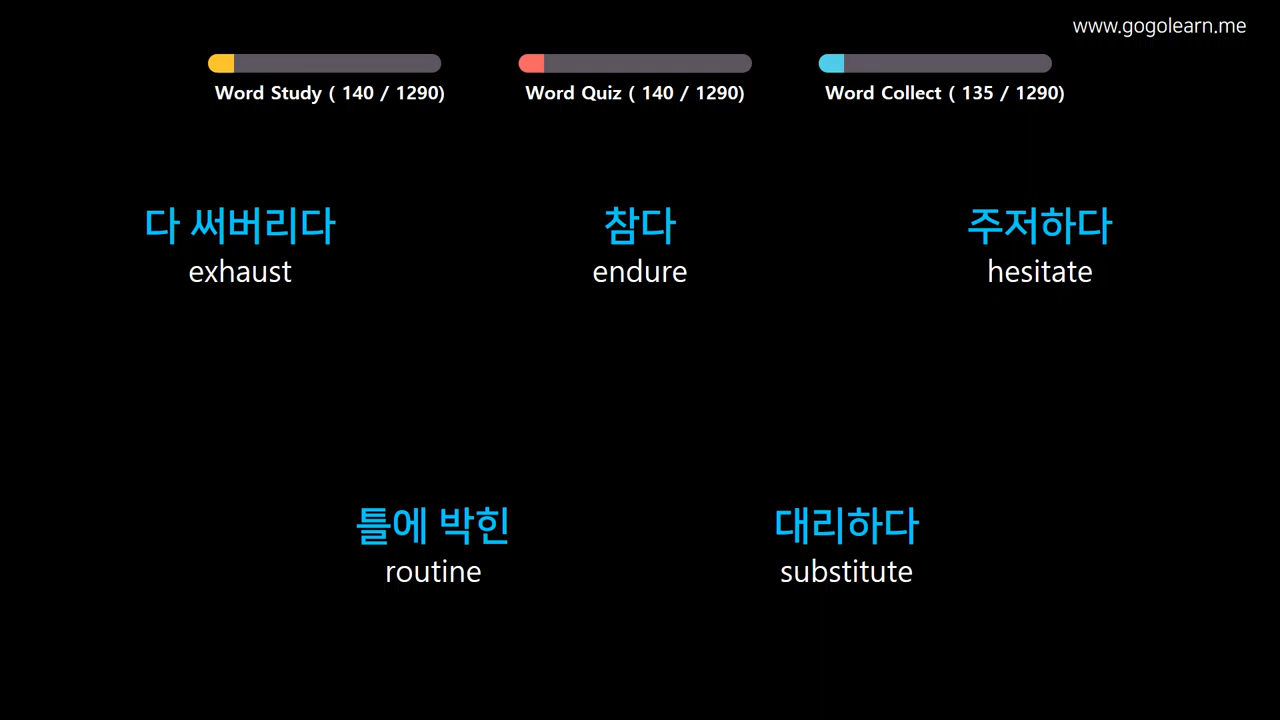 www.gogolearn.me
Word Study ( 140 / 1290)
Word Quiz ( 140 / 1290)
Word Collect ( 135 / 1290)
다 써버리다
exhaust
참다
endure
주저하다
hesitate
틀에 박힌
routine
대리하다
substitute